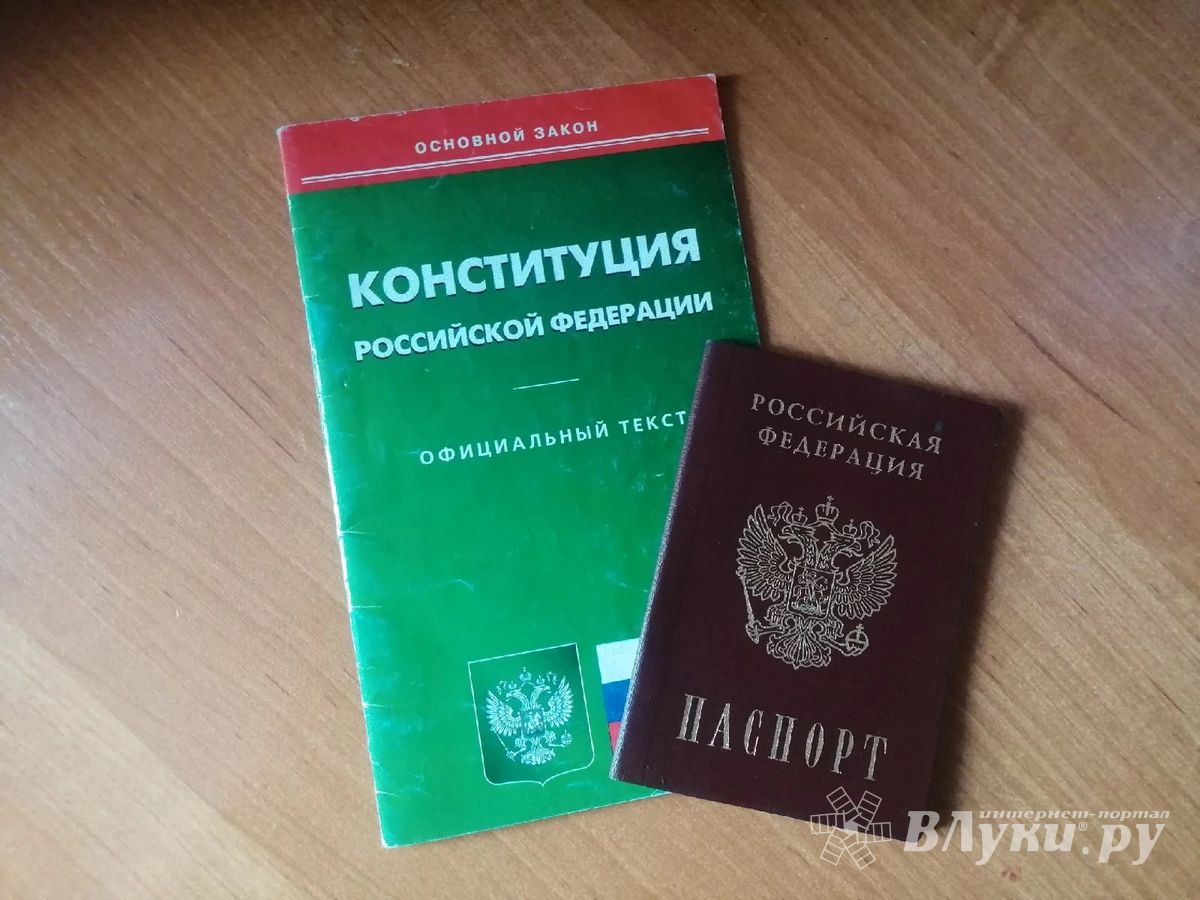 ОСНОВНОЙ ЗАКОН
КОНСТИТУЦИЯ
РОССИЙСКОЙ ФЕДЕРАЦИИ
ОФИЦИАЛЬНЫЙ ТЕКСТ
РОССИЙСКАЯ
ФЕДЕРАЦИЯ
ПАСПОРТ
интернет-портал
ВЛуки®.ру